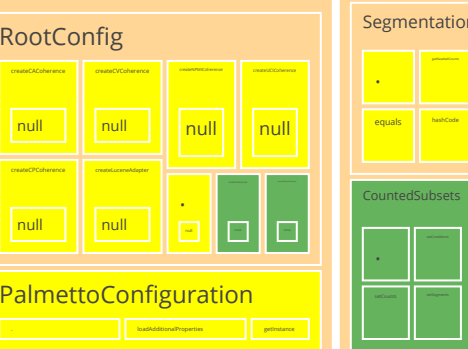 RootConfig
createCACoherence
createCVCoherence
createNPMICoherence
createUCICoherence
null
null
null
null
createCPCoherence
createLuceneAdapter
null
null
null
PalmettoConfiguration
loadAdditionalProperties
getInstance
Segmentation
equals
hashCode
CountedSubsets